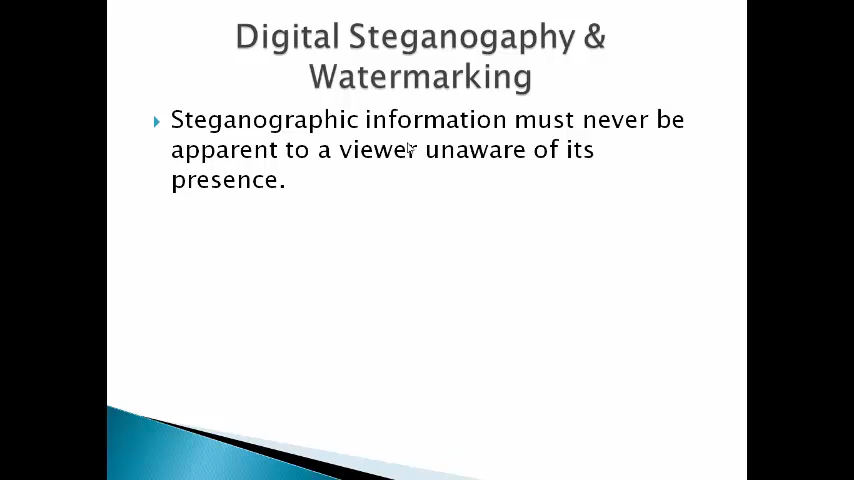 Digital Steganogaphy &
Watermarking
Steganographic information must never be
apparent to a viewer unaware of its
presence.